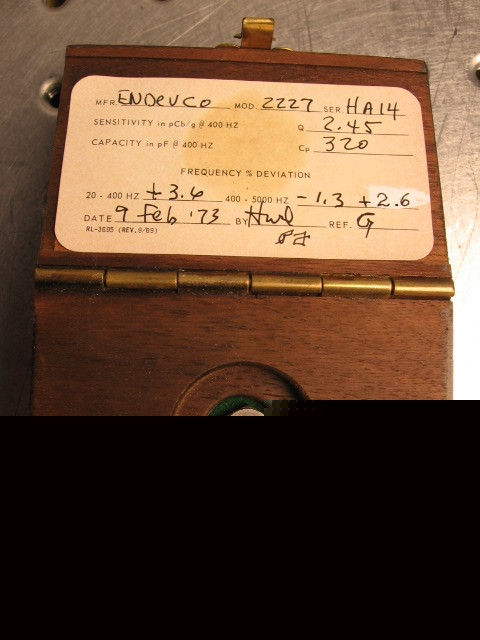 MFR. ENDEVCO MOD. 2227 SER. HA14
SENSITIVITY in pCb/g @ 400 HZ Q 2.45
CAPACITY in pF @ 400 HZ Cp 320
FREQUENCY % DEVIATION
20 - 400 HZ +3.6 400 - 5000 HZ -1.3 +2.6
DATE 9 Feb '73 BY REF. G
RL-3685 (REV. 8/69)